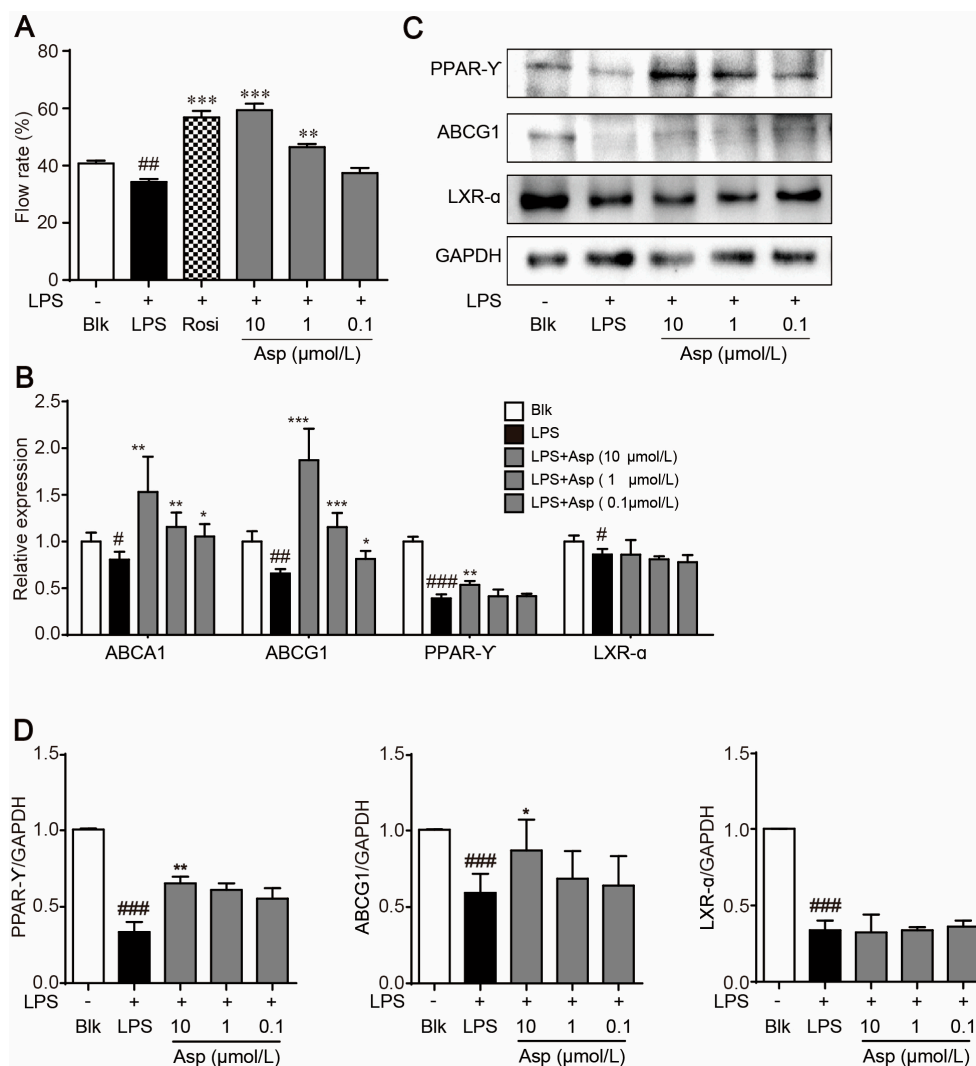 A
80
60
40
20
0
Flow rate (%)
##
***
***
**
LPS - + + + + +
Blk LPS Rosi 10 1 0.1
Asp (µmol/L)
C
PPAR-ϒ
ABCG1
LXR-α
GAPDH
LPS - + + + +
Blk LPS 10 1 0.1
Asp (µmol/L)
B
2.5
2.0
1.5
1.0
0.5
0.0
Relative expression
Blk
LPS
LPS+Asp (10 µmol/L)
LPS+Asp ( 1 µmol/L)
LPS+Asp ( 0.1µmol/L)
# ** ** *
## *** *** *
### **
#
ABCA1 ABCG1 PPAR-ϒ LXR-α
D
1.5
1.0
0.5
0.0
PPAR-ϒ/GAPDH
###
**
LPS - + + + +
Blk LPS 10 1 0.1
Asp (µmol/L)
1.5
1.0
0.5
0.0
ABCG1/GAPDH
###
*
LPS - + + + +
Blk LPS 10 1 0.1
Asp (µmol/L)
1.5
1.0
0.5
0.0
LXR-α/GAPDH
###
LPS - + + + +
Blk LPS 10 1 0.1
Asp (µmol/L)